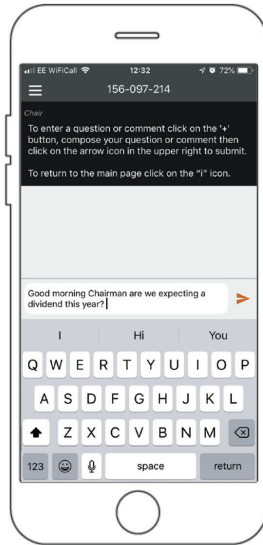 EE WiFiCall 12:32 72%
156-097-214
Chair
To enter a question or comment click on the '+'
button, compose your question or comment then
click on the arrow icon in the upper right to submit.
To return to the main page click on the "i" icon.
Good morning Chairman are we expecting a
dividend this year?
I Hi You
Q W E R T Y U I O P
A S D F G H J K L
Z X C V B N M
123 space return